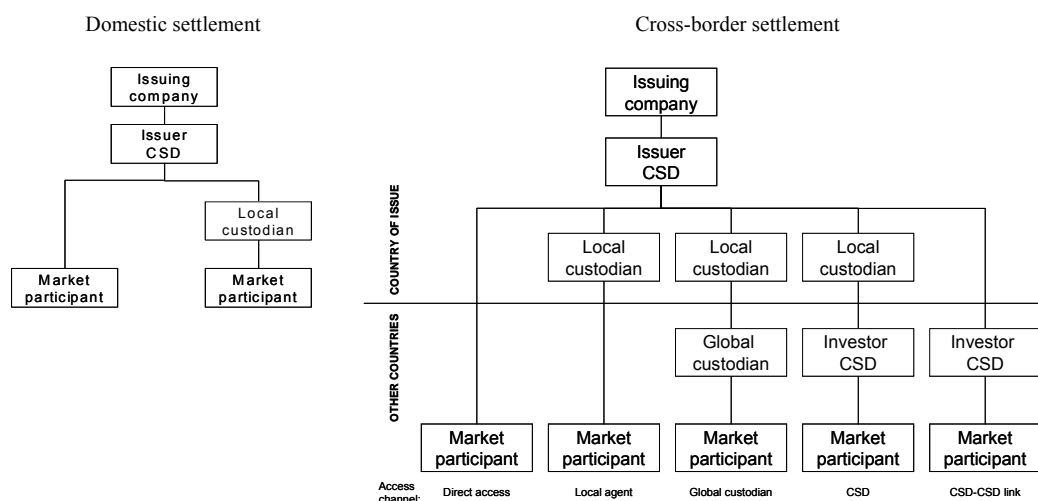 Domestic settlement
Issuing
company
Issuer
CSD
Local
custodian
Market
participant
Market
participant
Cross-border settlement
Issuing
company
Issuer
CSD
COUNTRY OF ISSUE
Local
custodian
Local
custodian
Local
custodian
OTHER COUNTRIES
Global
custodian
Investor
CSD
Investor
CSD
Market
participant
Market
participant
Market
participant
Market
participant
Market
participant
Access
channel:
Direct access
Local agent
Global custodian
CSD
CSD-CSD link